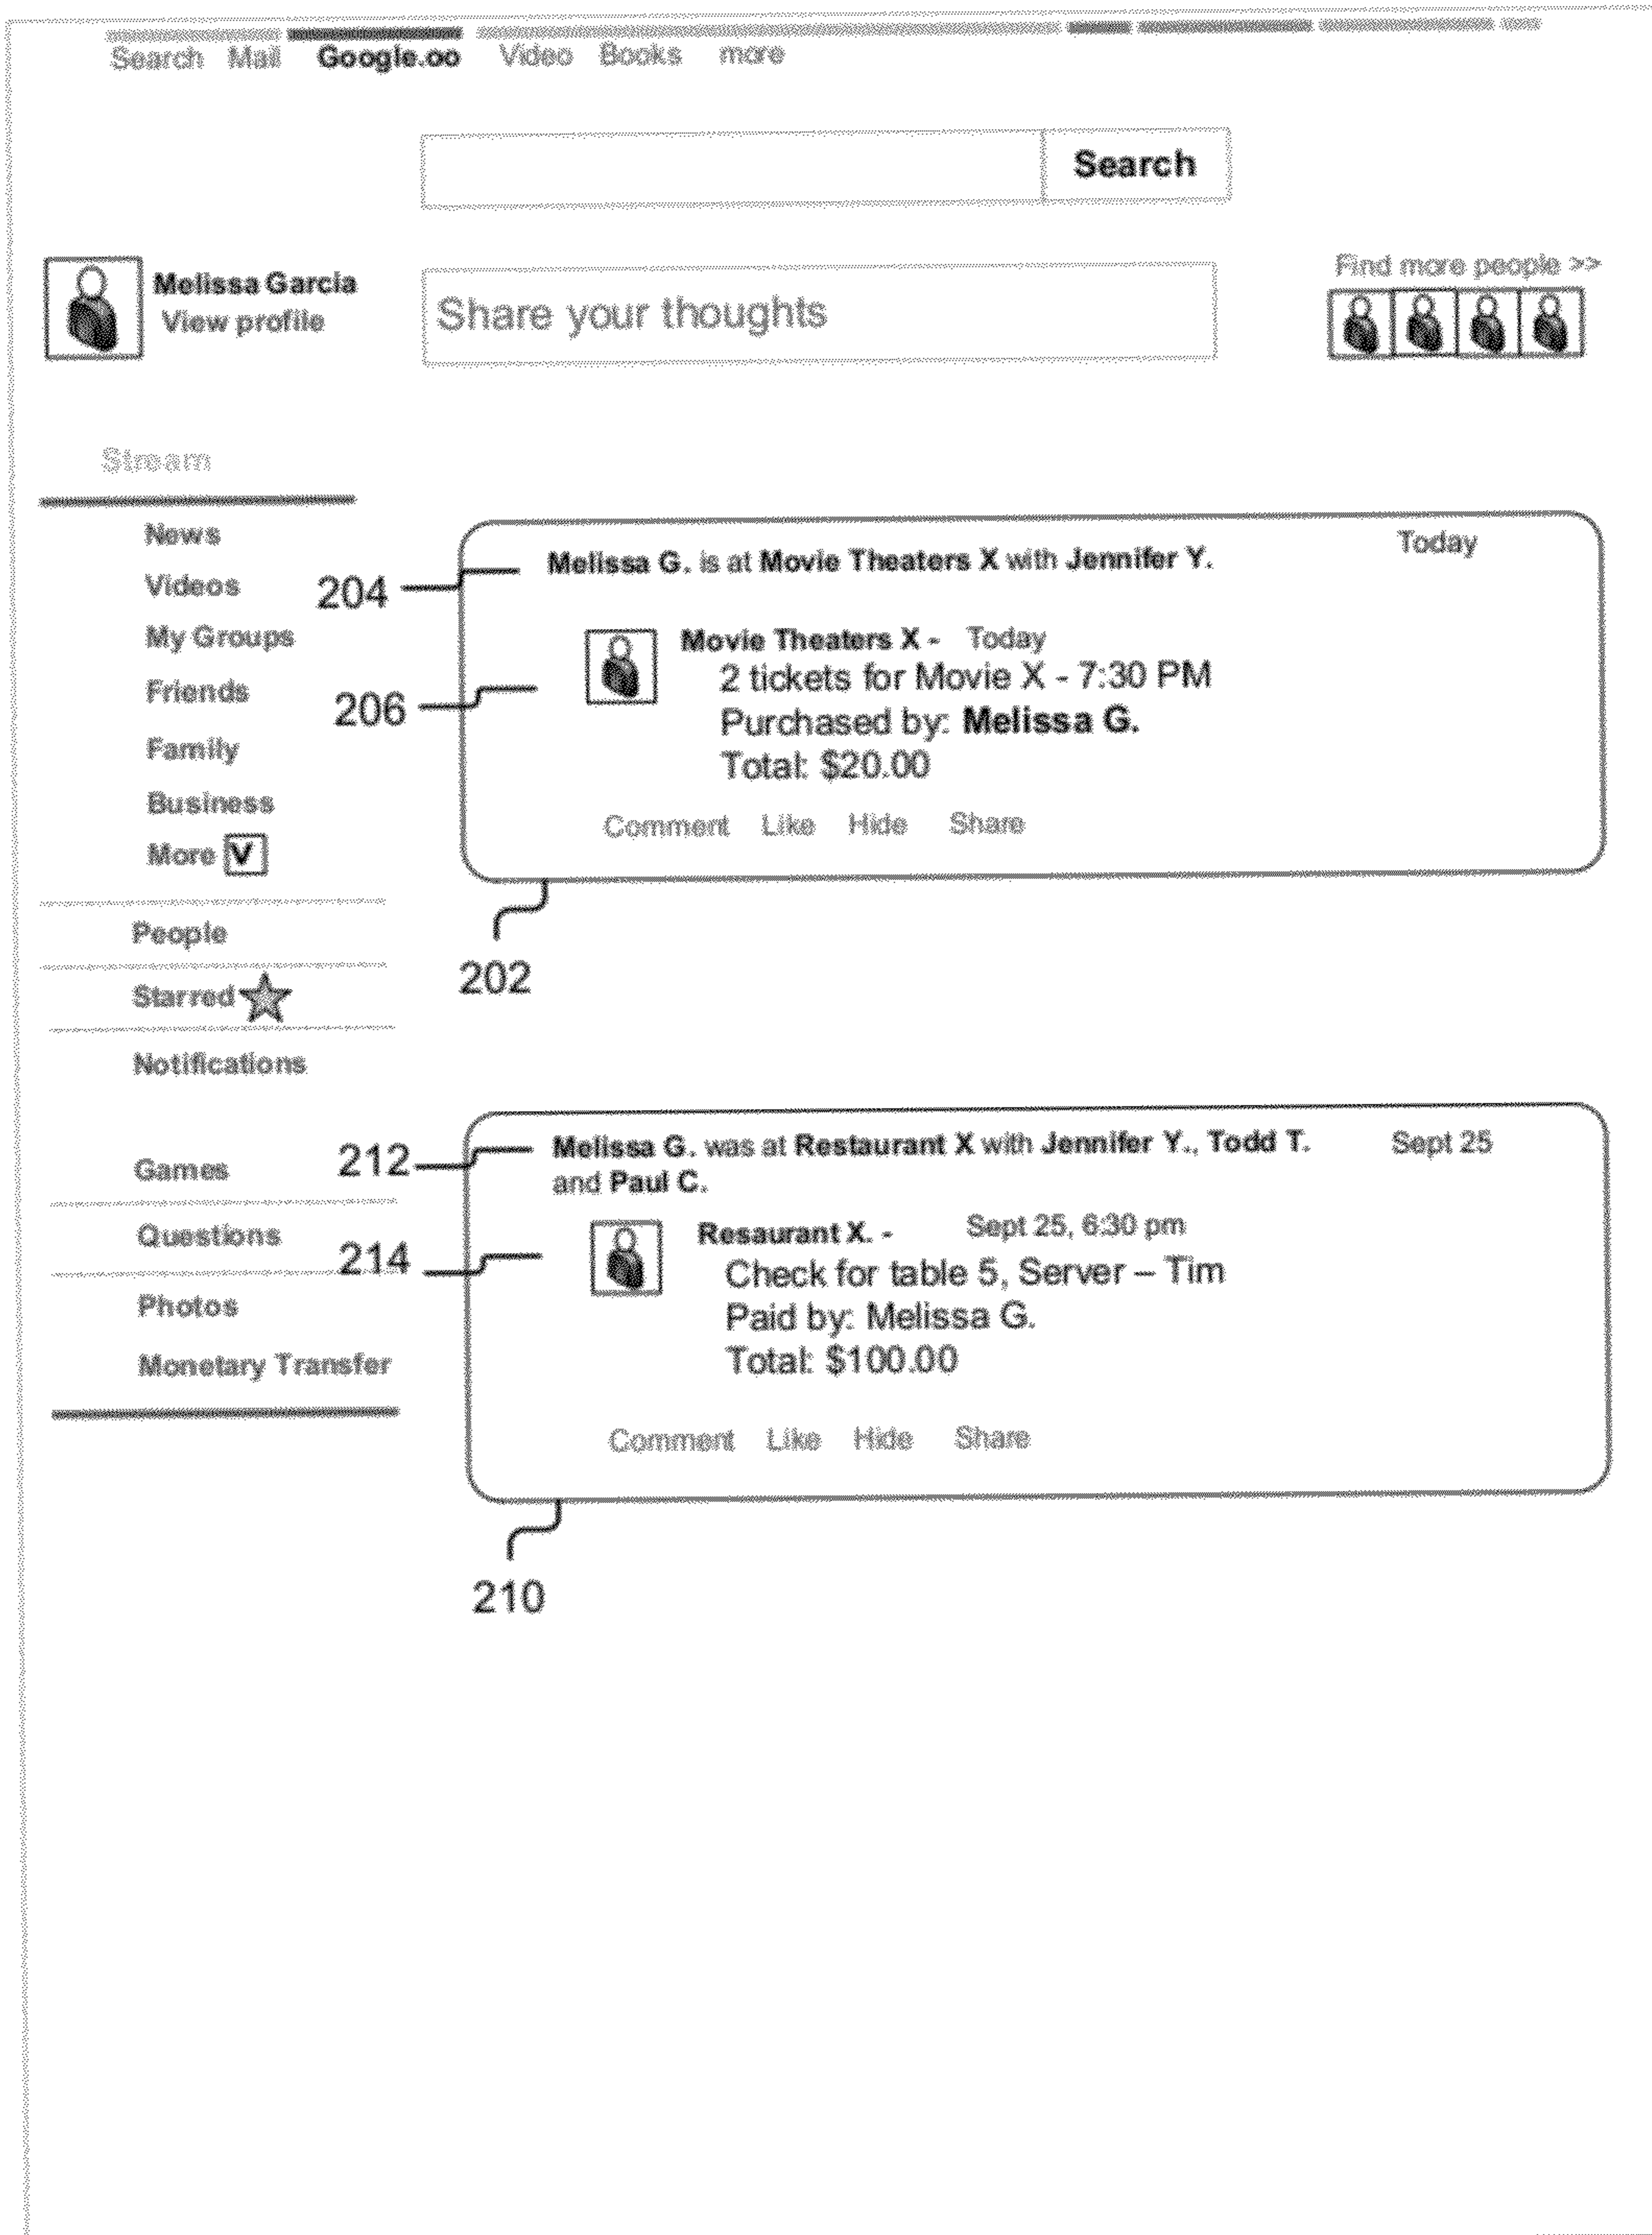 Search Mail Google.oo Video Books more
Search
Melissa Garcia
View profile
Share your thoughts
Find more people >>
Stream
News
Videos
My Groups
Friends
Family
Business
More V
People
Starred
Notifications
Games
Questions
Photos
Monetary Transfer
204
Melissa G. is at Movie Theaters X with Jennifer Y.
Today
206
Movie Theaters X - Today
2 tickets for Movie X - 7:30 PM
Purchased by: Melissa G.
Total: $20.00
Comment Like Hide Share
202
212
Melissa G. was at Restaurant X with Jennifer Y., Todd T.
and Paul C.
Sept 25
214
Resaurant X. - Sept 25, 6:30 pm
Check for table 5, Server – Tim
Paid by: Melissa G.
Total: $100.00
Comment Like Hide Share
210